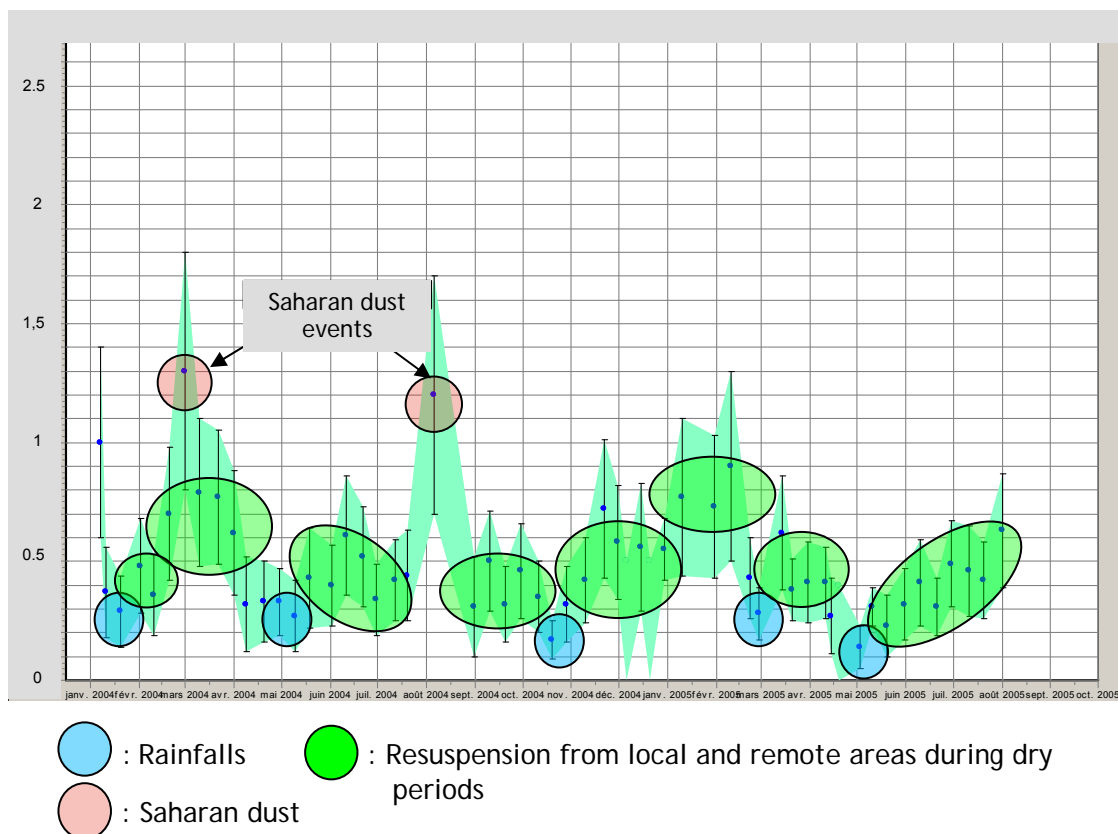 2.5
2
1,5
1
0.5
0
Saharan dust
events
janv. 2004 févr. 2004 mars 2004 avr. 2004 mai 2004 juin 2004 juil. 2004 août 2004 sept. 2004 oct. 2004 nov. 2004 déc. 2004 janv. 2005 févr. 2005 mars 2005 avr. 2005 mai 2005 juin 2005 juil. 2005 août 2005 sept. 2005 oct. 2005
: Rainfalls
: Resuspension from local and remote areas during dry
periods
: Saharan dust